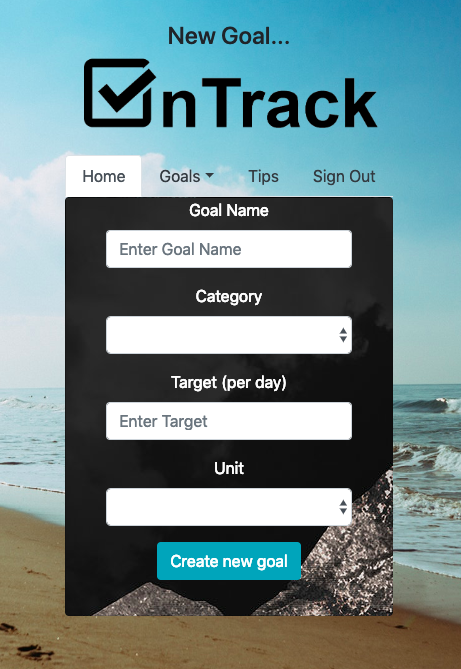 New Goal...
OnTrack
Home Goals Tips Sign Out
Goal Name
Enter Goal Name
Category
Target (per day)
Enter Target
Unit
Create new goal